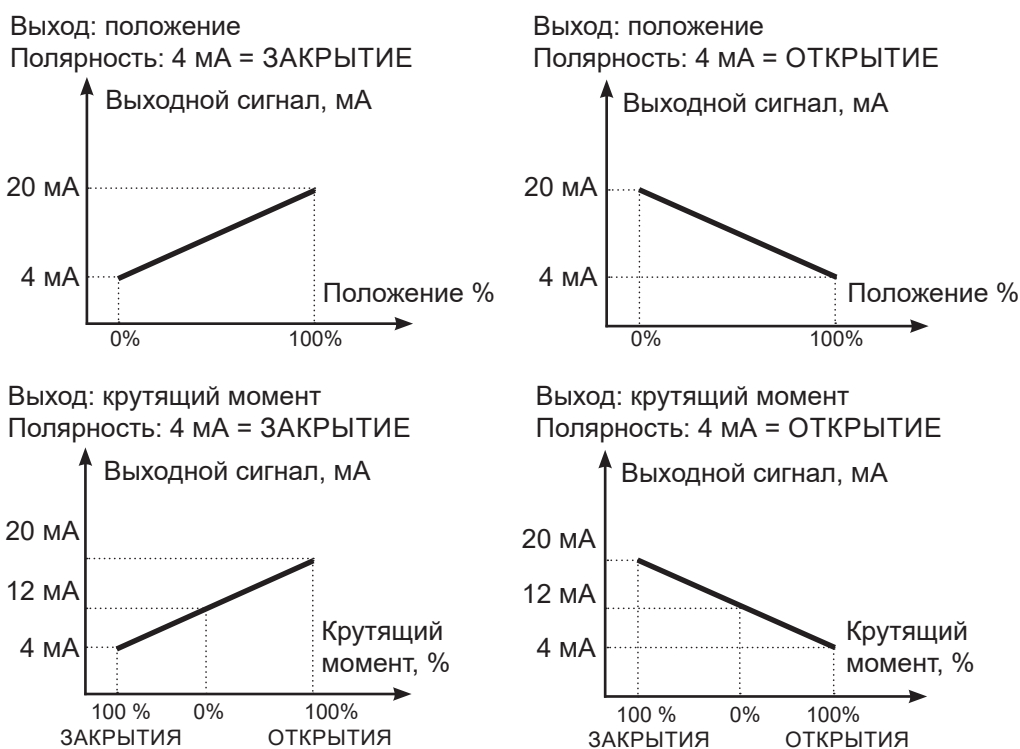 Выход: положение
Полярность: 4 мА = ЗАКРЫТИЕ
Выходной сигнал, мА
20 мА
4 мА
Положение %
0%
100%
Выход: положение
Полярность: 4 мА = ОТКРЫТИЕ
Выходной сигнал, мА
20 мА
4 мА
Положение %
0%
100%
Выход: крутящий момент
Полярность: 4 мА = ЗАКРЫТИЕ
Выходной сигнал, мА
20 мА
12 мА
4 мА
Крутящий
момент, %
100 %
0%
100%
ЗАКРЫТИЯ
ОТКРЫТИЯ
Выход: крутящий момент
Полярность: 4 мА = ОТКРЫТИЕ
Выходной сигнал, мА
20 мА
12 мА
4 мА
Крутящий
момент, %
100 %
0%
100%
ЗАКРЫТИЯ
ОТКРЫТИЯ